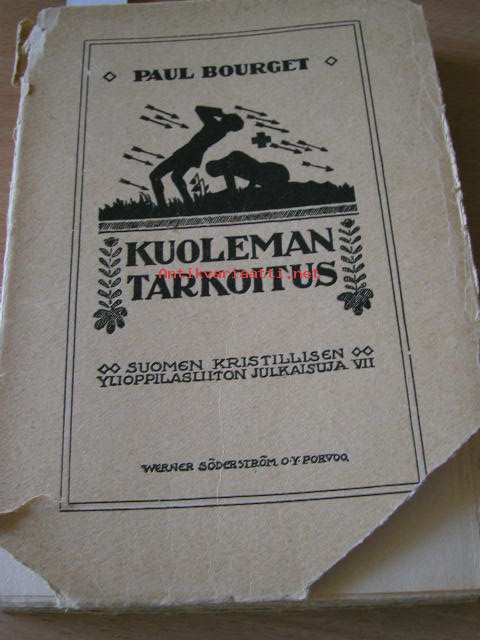 PAUL BOURGET
KUOLEMAN
Antikvariaatti.net
TARKOITUS
SUOMEN KRISTILLISEN
YLIOPPILASLIITON JULKAISUJA VII
WERNER SÖDERSTRÖM O.Y. PORVOO.